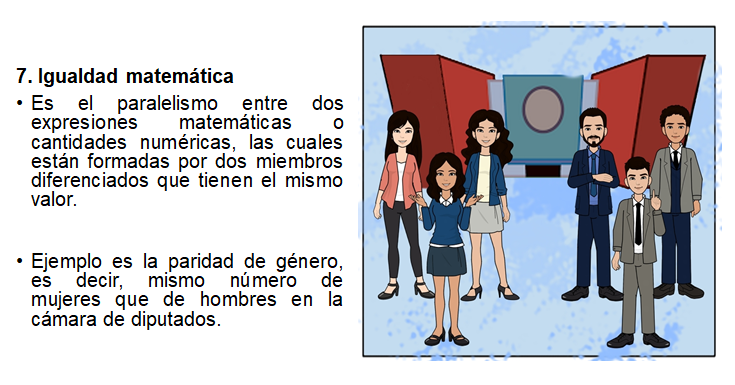 7. Igualdad matemática
• Es el paralelismo entre dos
expresiones matemáticas o
cantidades numéricas, las cuales
están formadas por dos miembros
diferenciados que tienen el mismo
valor.
• Ejemplo es la paridad de género,
es decir, mismo número de
mujeres que de hombres en la
cámara de diputados.